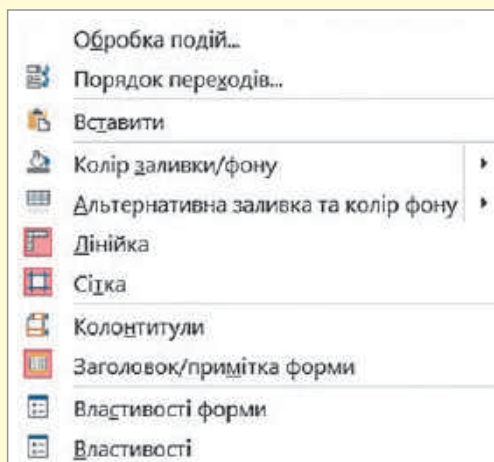 Обробка подій...
Порядок переходів...
Вставити
Колір заливки/фону
Альтернативна заливка та колір фону
Лінійка
Сітка
Колонтитули
Заголовок/примітка форми
Властивості форми
Властивості